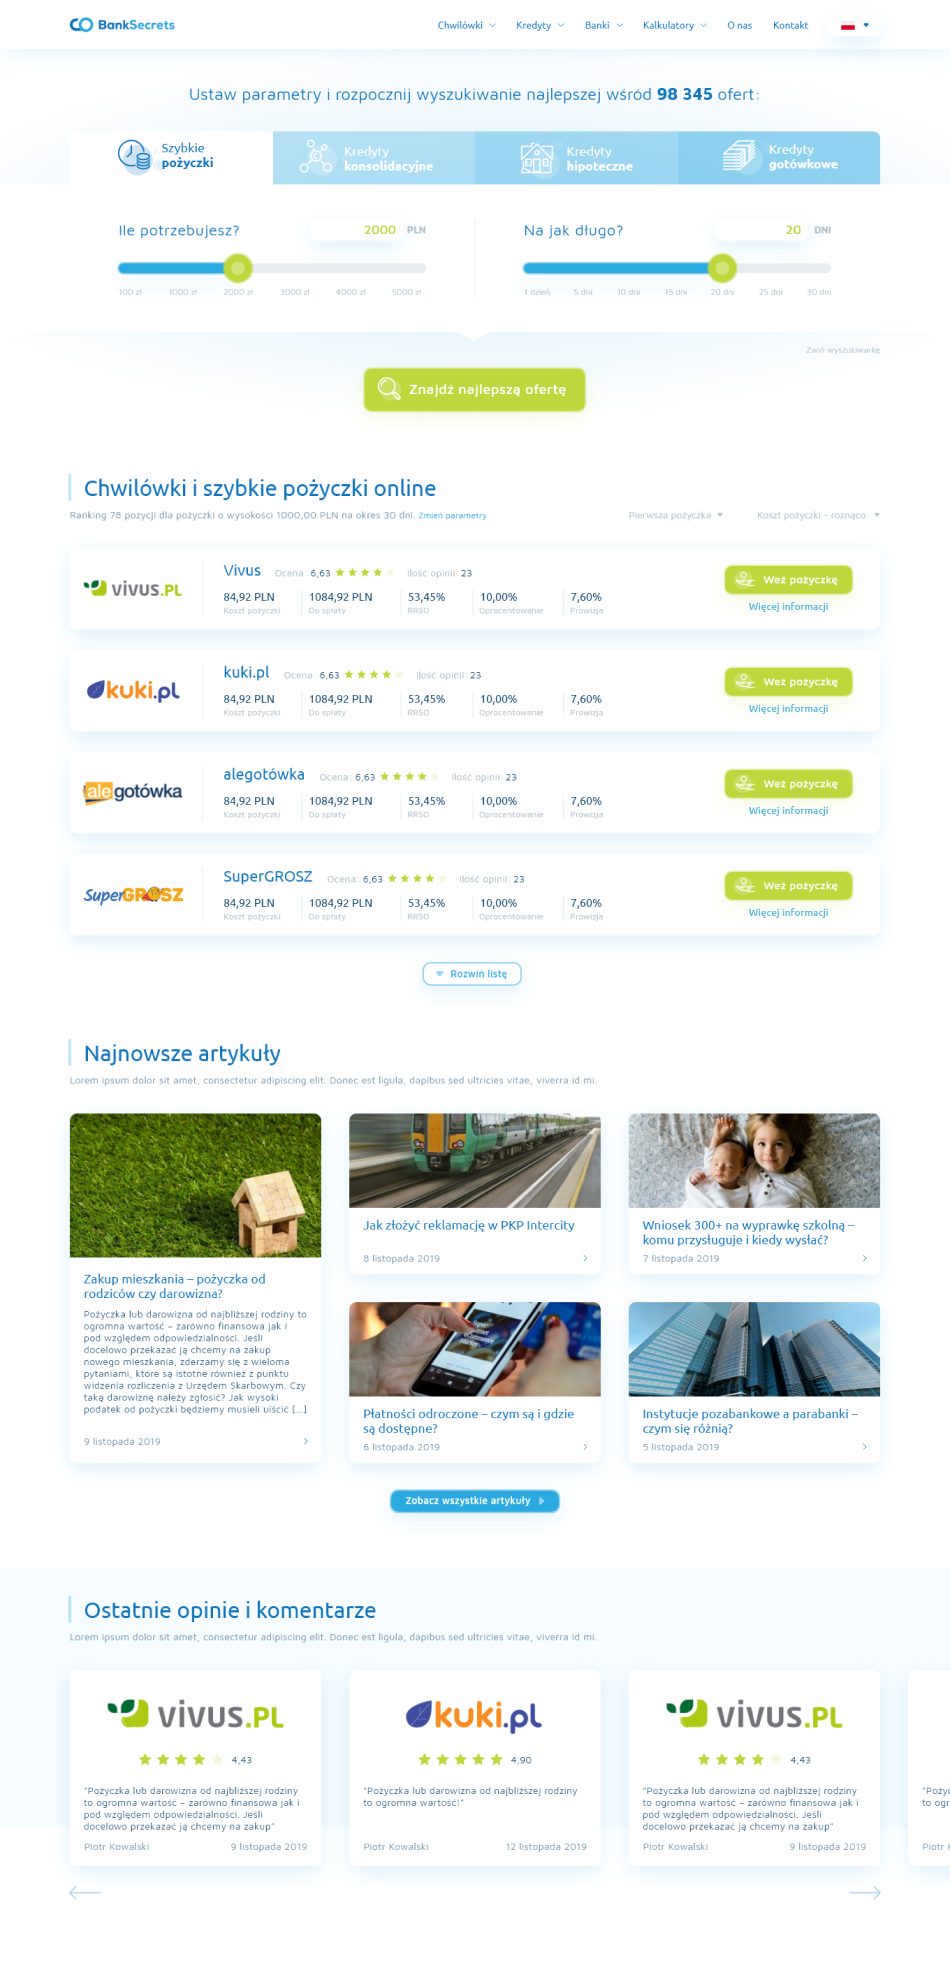 BankSecrets
Chwilówki Kredyty Banki Kalkulatory O nas Kontakt
Ustaw parametry i rozpocznij wyszukiwanie najlepszej wśród 98 345 ofert:
Szybkie
pożyczki
Kredyty
konsolidacyjne
Kredyty
hipoteczne
Kredyty
gotówkowe
Ile potrzebujesz? 2000 PLN
100 zł 1000 zł 2000 zł 3000 zł 4000 zł 5000 zł
Na jak długo? 20 DNI
1 dzień 5 dni 10 dni 15 dni 20 dni 25 dni 30 dni
Zwiń wyszukiwarkę
Znajdź najlepszą ofertę
Chwilówki i szybkie pożyczki online
Ranking 78 pozycji dla pożyczki o wysokości 1000,00 PLN na okres 30 dni. Zmień parametry
Pierwsza pożyczka Koszt pożyczki - rosnąco
vivus.PL
Vivus Ocena: 6,63 Ilość opinii: 23
84,92 PLN 1084,92 PLN 53,45% 10,00% 7,60%
Koszt pożyczki Do spłaty RRSO Oprocentowanie Prowizja
Weź pożyczkę
Więcej informacji
kuki.pl
kuki.pl Ocena: 6,63 Ilość opinii: 23
84,92 PLN 1084,92 PLN 53,45% 10,00% 7,60%
Koszt pożyczki Do spłaty RRSO Oprocentowanie Prowizja
Weź pożyczkę
Więcej informacji
alegotówka
alegotówka Ocena: 6,63 Ilość opinii: 23
84,92 PLN 1084,92 PLN 53,45% 10,00% 7,60%
Koszt pożyczki Do spłaty RRSO Oprocentowanie Prowizja
Weź pożyczkę
Więcej informacji
SuperGROSZ
SuperGROSZ Ocena: 6,63 Ilość opinii: 23
84,92 PLN 1084,92 PLN 53,45% 10,00% 7,60%
Koszt pożyczki Do spłaty RRSO Oprocentowanie Prowizja
Weź pożyczkę
Więcej informacji
Rozwiń listę
Najnowsze artykuły
Lorem ipsum dolor sit amet, consectetur adipiscing elit. Donec est ligula, dapibus sed ultricies vitae, viverra id mi.
Zakup mieszkania – pożyczka od
rodziców czy darowizna?
Pożyczka lub darowizna od najbliższej rodziny to
ogromna wartość – zarówno finansowa jak i
pod względem odpowiedzialności. Jeśli
docelowo przekazać ją chcemy na zakup
nowego mieszkania, zderzamy się z wieloma
pytaniami, które są istotne również z punktu
widzenia rozliczenia z Urzędem Skarbowym. Czy
taką darowiznę należy zgłosić? Jak wysoki
podatek od pożyczki będziemy musieli uiścić [...]
9 listopada 2019
Jak złożyć reklamację w PKP Intercity
8 listopada 2019
Wniosek 300+ na wyprawkę szkolną –
komu przysługuje i kiedy wysłać?
7 listopada 2019
Płatności odroczone – czym są i gdzie
są dostępne?
6 listopada 2019
Instytucje pozabankowe a parabanki –
czym się różnią?
5 listopada 2019
Zobacz wszystkie artykuły
Ostatnie opinie i komentarze
Lorem ipsum dolor sit amet, consectetur adipiscing elit. Donec est ligula, dapibus sed ultricies vitae, viverra id mi.
vivus.PL
4,43
"Pożyczka lub darowizna od najbliższej rodziny
to ogromna wartość – zarówno finansowa jak i
pod względem odpowiedzialności. Jeśli
docelowo przekazać ją chcemy na zakup"
Piotr Kowalski 9 listopada 2019
kuki.pl
4,90
"Pożyczka lub darowizna od najbliższej rodziny
to ogromna wartość!"
Piotr Kowalski 12 listopada 2019
vivus.PL
4,43
"Pożyczka lub darowizna od najbliższej rodziny
to ogromna wartość – zarówno finansowa jak i
pod względem odpowiedzialności. Jeśli
docelowo przekazać ją chcemy na zakup"
Piotr Kowalski 9 listopada 2019
Piotr